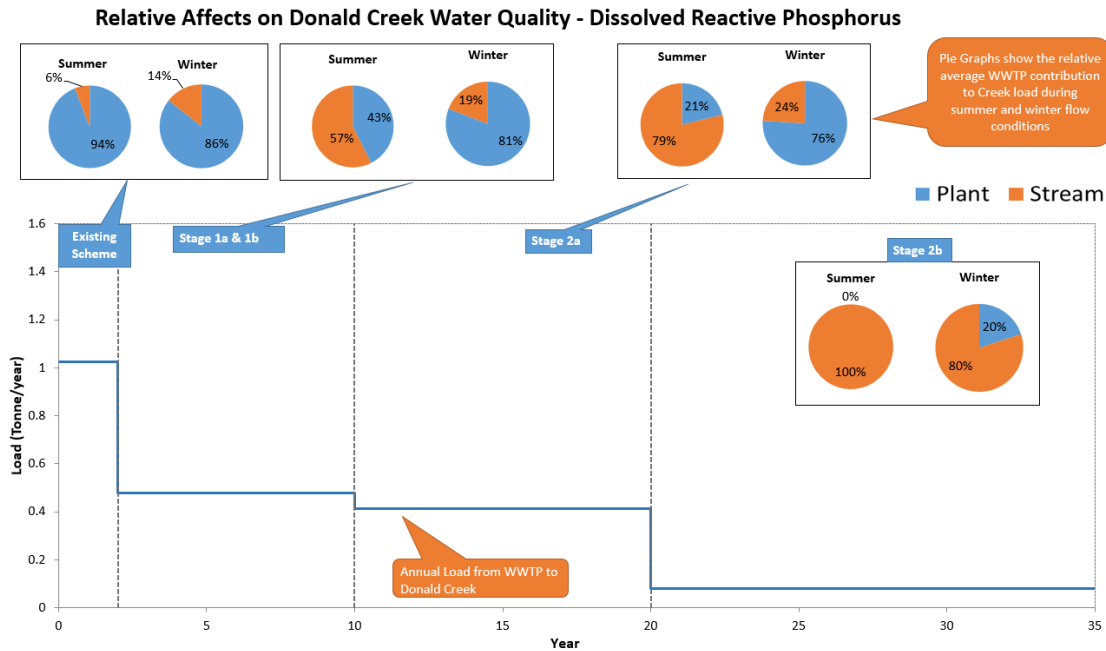 Relative Affects on Donald Creek Water Quality - Dissolved Reactive Phosphorus
Summer
Winter
6%
94%
14%
86%
Summer
Winter
43%
57%
19%
81%
Summer
Winter
21%
79%
24%
76%
Pie Graphs show the relative
average WWTP contribution
to Creek load during
summer and winter flow
conditions
Plant
Stream
Existing
Scheme
Stage 1a & 1b
Stage 2a
Stage 2b
Summer
Winter
0%
100%
20%
80%
Annual Load from WWTP to
Donald Creek
Load (Tonne/year)
1.6
1.4
1.2
1
0.8
0.6
0.4
0.2
0
0
5
10
15
20
25
30
35
Year